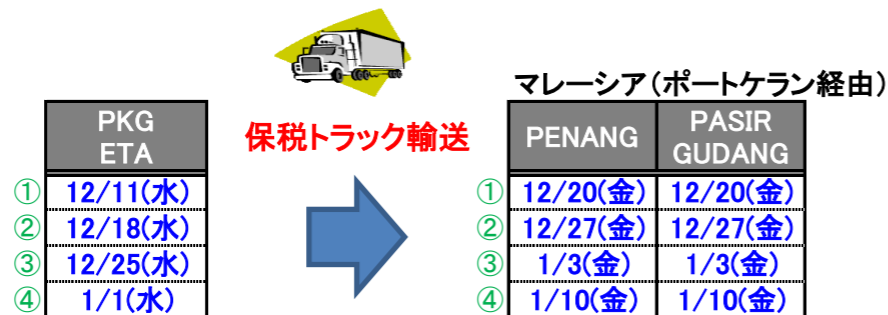 マレーシア(ポートケラン経由)
保税トラック輸送
PKG
ETA
① 12/11(水)
② 12/18(水)
③ 12/25(水)
④ 1/1(水)
PENANG PASIR GUDANG
① 12/20(金) 12/20(金)
② 12/27(金) 12/27(金)
③ 1/3(金) 1/3(金)
④ 1/10(金) 1/10(金)